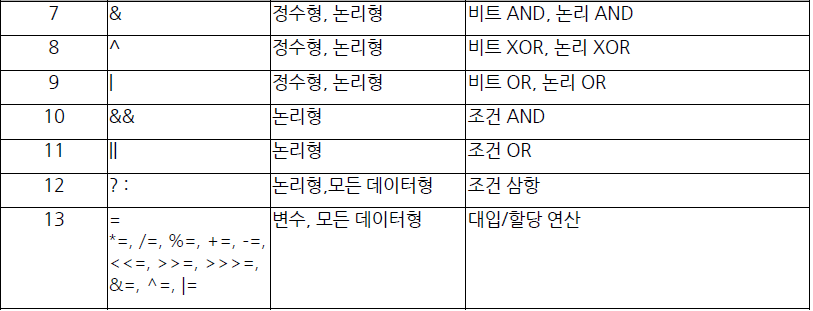 7 & 정수형, 논리형 비트 AND, 논리 AND
8 ^ 정수형, 논리형 비트 XOR, 논리 XOR
9 | 정수형, 논리형 비트 OR, 논리 OR
10 && 논리형 조건 AND
11 || 논리형 조건 OR
12 ? : 논리형,모든 데이터형 조건 삼항
13 = 변수, 모든 데이터형 대입/할당 연산
*=, /=, %=, +=, -=,
<<=, >>=, >>>=,
&=, ^=, |=